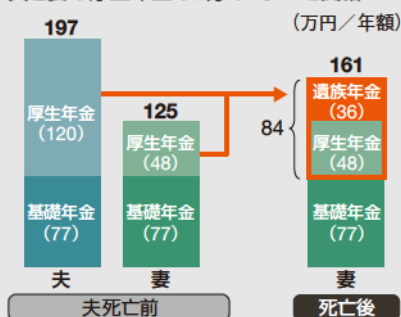 (万円／年額)
197
厚生年金
(120)
基礎年金
(77)
夫
125
厚生年金
(48)
基礎年金
(77)
妻
夫死亡前
161
84
遺族年金
(36)
厚生年金
(48)
基礎年金
(77)
妻
死亡後